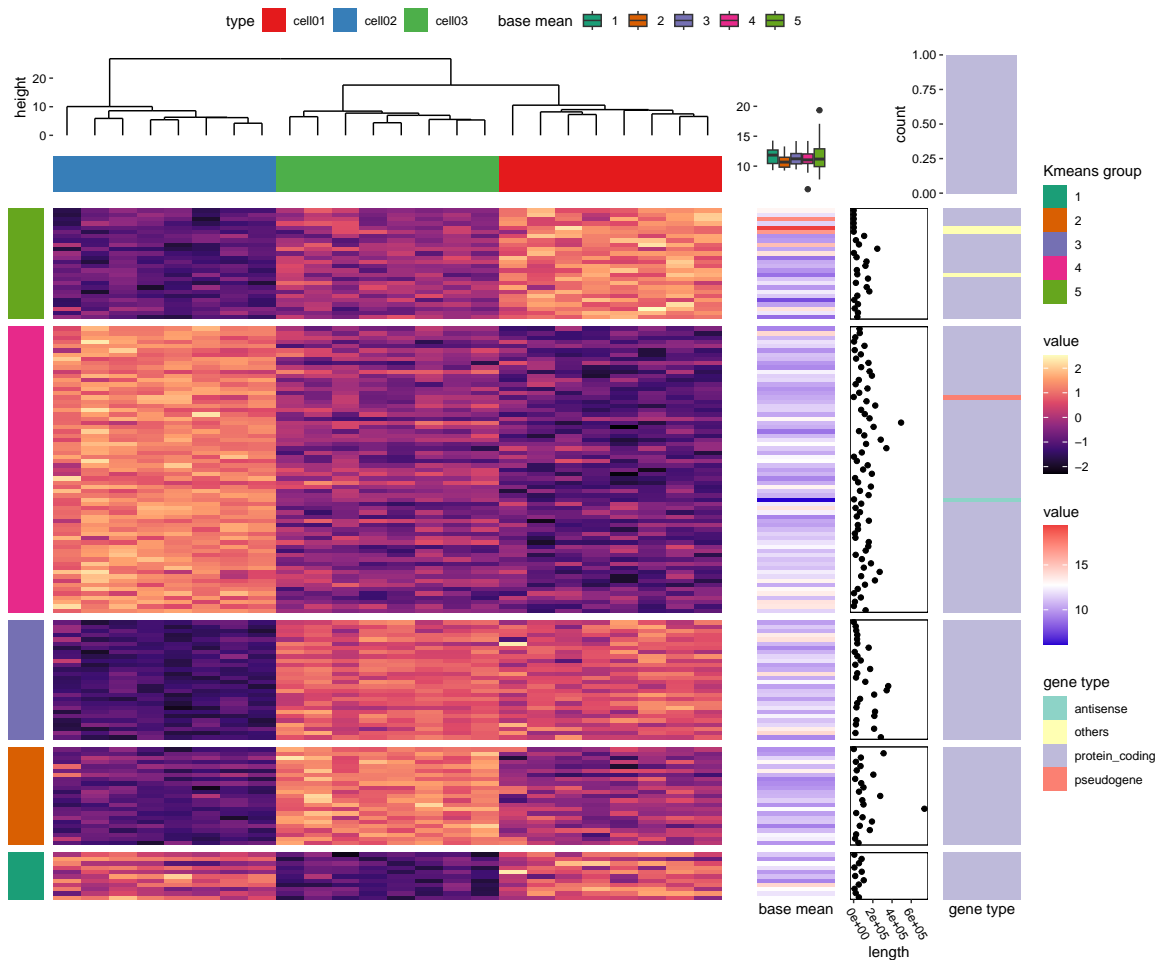 type cell01 cell02 cell03 base mean 1 2 3 4 5
height
20
10
0
20
15
10
count
1.00
0.75
0.50
0.25
0.00
Kmeans group
1
2
3
4
5
value
2
1
0
−1
−2
value
15
10
gene type
antisense
others
protein_coding
pseudogene
base mean
0e+00
2e+05
4e+05
6e+05
length
gene type